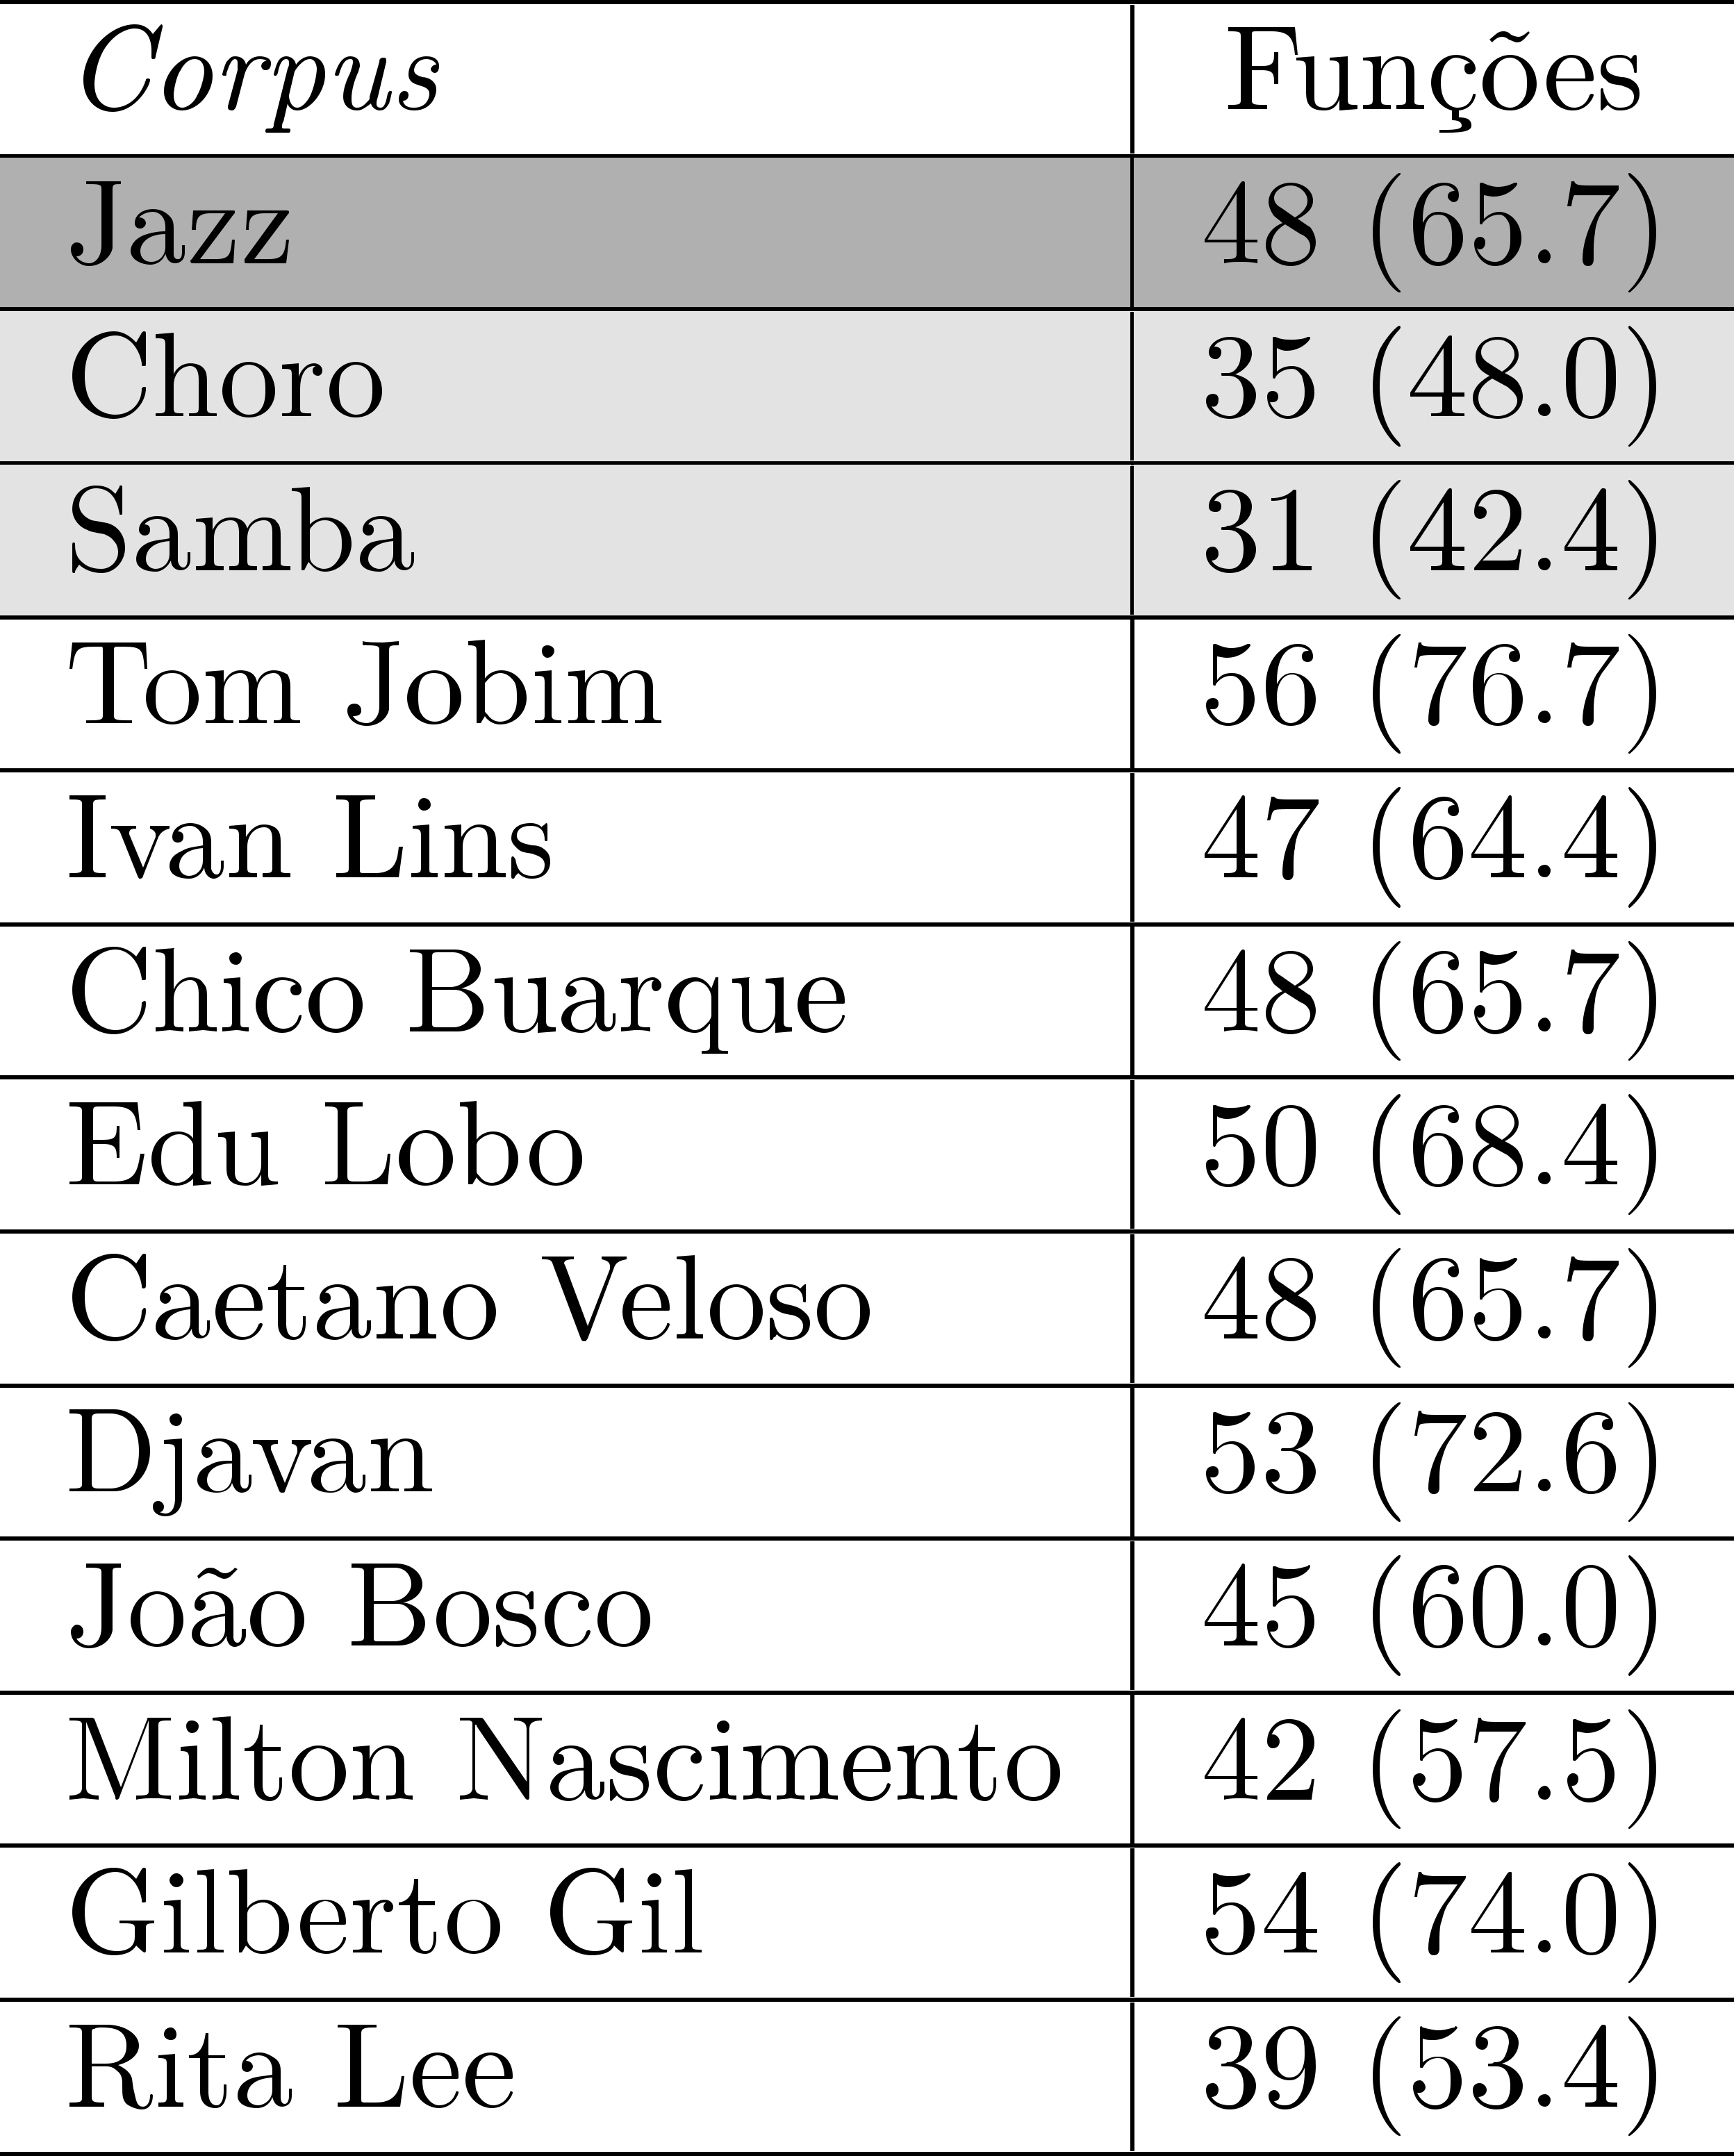 Corpus Funções
Jazz 48 (65.7)
Choro 35 (48.0)
Samba 31 (42.4)
Tom Jobim 56 (76.7)
Ivan Lins 47 (64.4)
Chico Buarque 48 (65.7)
Edu Lobo 50 (68.4)
Caetano Veloso 48 (65.7)
Djavan 53 (72.6)
João Bosco 45 (60.0)
Milton Nascimento 42 (57.5)
Gilberto Gil 54 (74.0)
Rita Lee 39 (53.4)